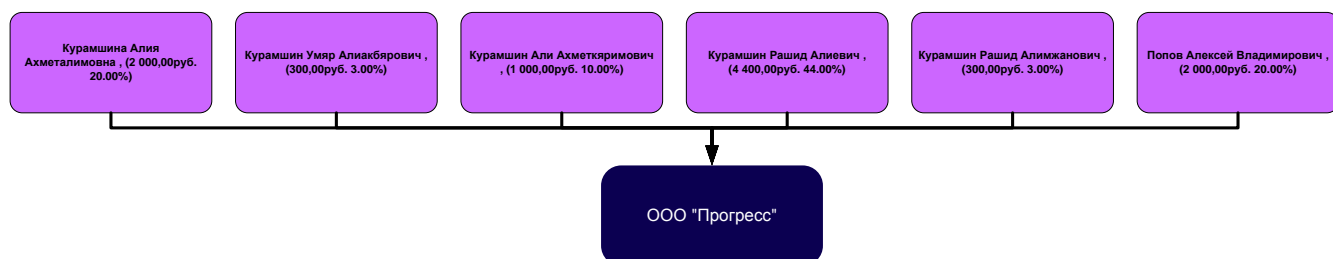 Курамшина Алия
Ахметалимовна , (2 000,00руб.
20.00%)
Курамшин Умяр Алиакбярович ,
(300,00руб. 3.00%)
Курамшин Али Ахметкяримович
, (1 000,00руб. 10.00%)
Курамшин Рашид Алиевич ,
(4 400,00руб. 44.00%)
Курамшин Рашид Алимжанович ,
(300,00руб. 3.00%)
Попов Алексей Владимирович ,
(2 000,00руб. 20.00%)
ООО "Прогресс"